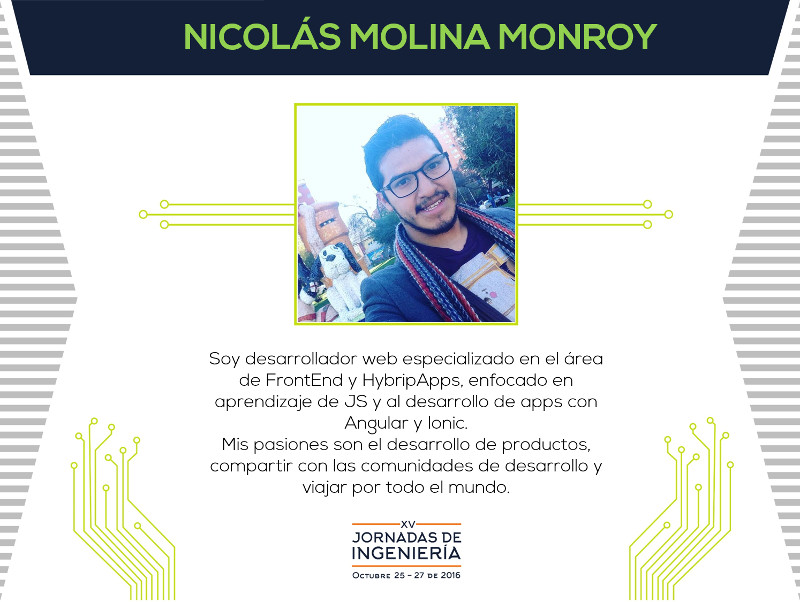 NICOLÁS MOLINA MONROY
Soy desarrollador web especializado en el área
de FrontEnd y HybripApps, enfocado en
aprendizaje de JS y al desarrollo de apps con
Angular y Ionic.
Mis pasiones son el desarrollo de productos,
compartir con las comunidades de desarrollo y
viajar por todo el mundo.
XV
JORNADAS DE
INGENIERÍA
OCTUBRE 25 - 27 DE 2016